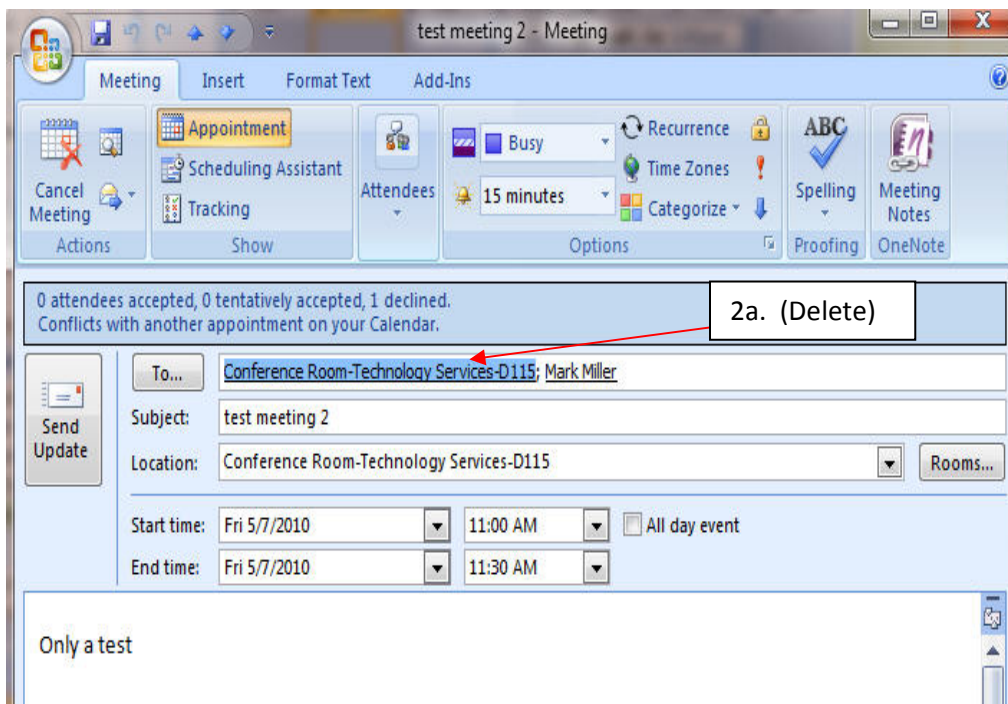 test meeting 2 - Meeting
Meeting Insert Format Text Add-Ins
Cancel Meeting
Actions
Appointment
Scheduling Assistant
Tracking
Show
Attendees
Busy
15 minutes
Recurrence
Time Zones
Categorize
Options
ABC
Spelling
Proofing
Meeting Notes
OneNote
0 attendees accepted, 0 tentatively accepted, 1 declined.
Conflicts with another appointment on your Calendar.
2a. (Delete)
Send Update
To... Conference Room-Technology Services-D115; Mark Miller
Subject: test meeting 2
Location: Conference Room-Technology Services-D115 Rooms...
Start time: Fri 5/7/2010 11:00 AM All day event
End time: Fri 5/7/2010 11:30 AM
Only a test